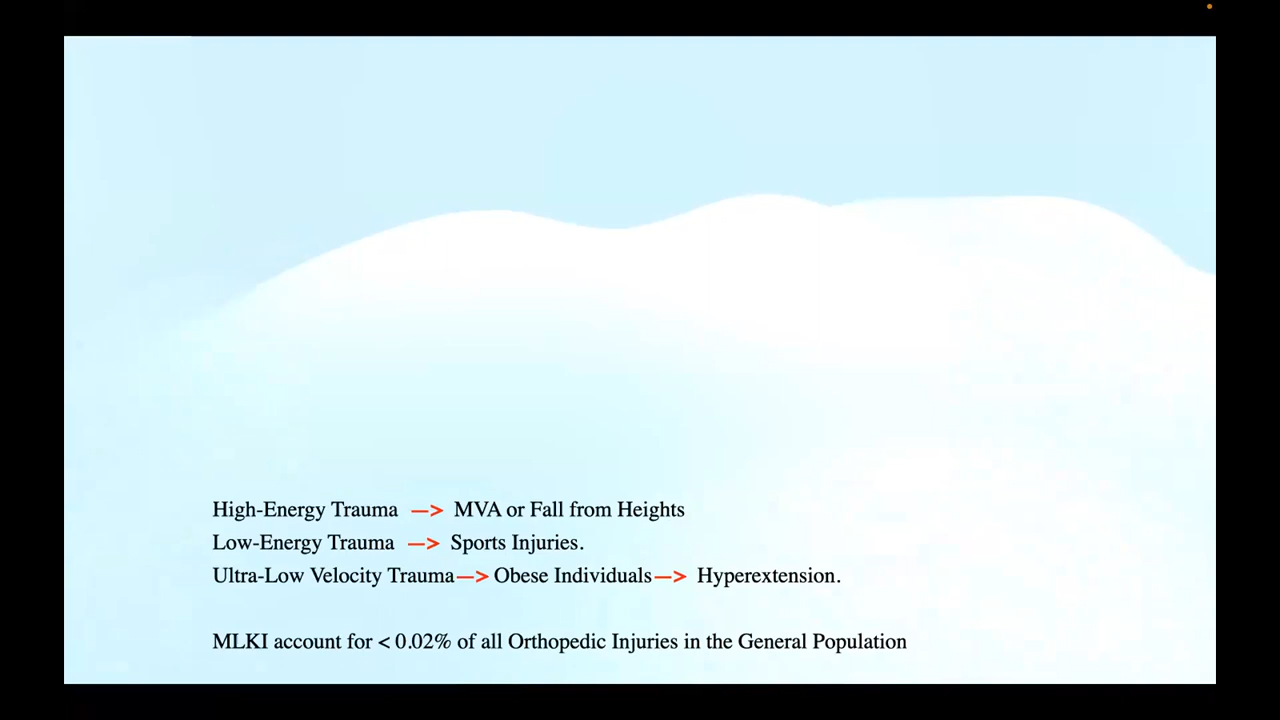 High-Energy Trauma —> MVA or Fall from Heights
Low-Energy Trauma —> Sports Injuries.
Ultra-Low Velocity Trauma—> Obese Individuals—> Hyperextension.
MLKI account for < 0.02% of all Orthopedic Injuries in the General Population